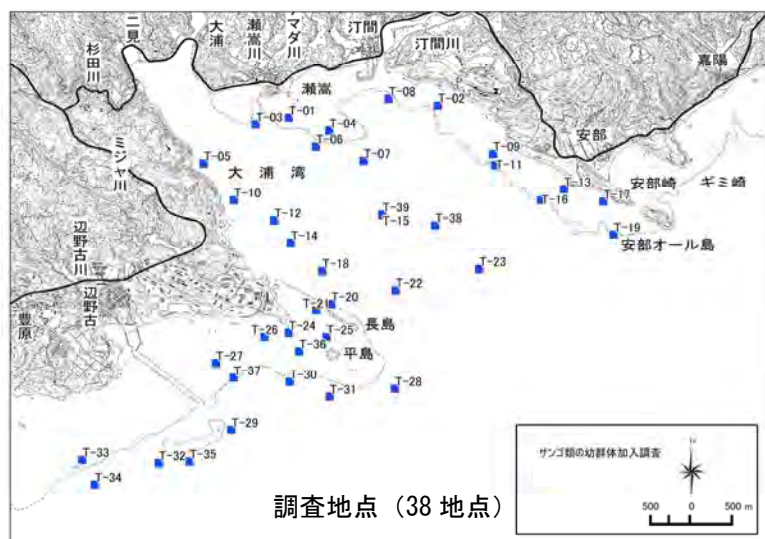 二見
杉田川
大浦
瀬嵩川
マダ川
汀間
汀間川
嘉陽
瀬嵩
安部
T-08
T-02
T-01
T-03
T-04
T-06
T-07
T-05
T-09
T-11
大浦湾
ミジャ川
T-10
T-13
安部崎
ギミ崎
T-16
T-17
T-12
T-39
T-15
T-38
T-14
T-19
安部オール島
T-18
T-23
辺野古川
辺野古
豊原
T-22
T-20
T-21
長島
T-24
T-25
T-26
T-36
平島
T-27
T-37
T-30
T-28
T-31
T-29
T-33
T-32
T-35
T-34
調査地点（38 地点）
サンゴ類の幼群体加入調査
500 0 500 m